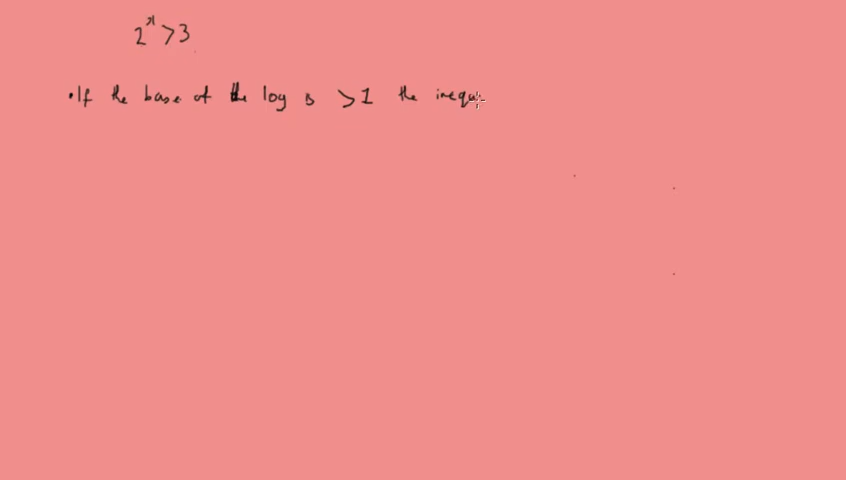 2^x > 3
•If the base of the log is >1 the inequ